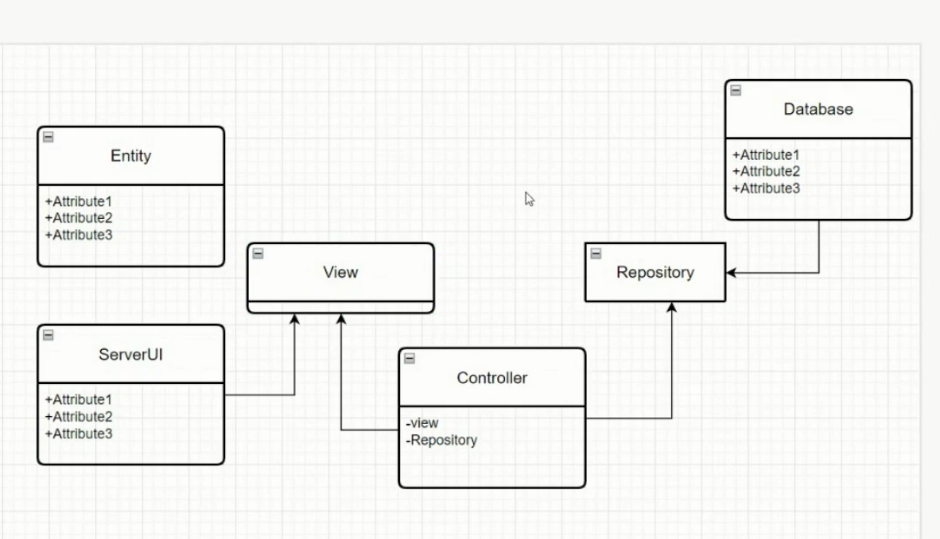 Database
+Attribute1
+Attribute2
+Attribute3
Entity
+Attribute1
+Attribute2
+Attribute3
View
Repository
ServerUI
+Attribute1
+Attribute2
+Attribute3
Controller
-view
-Repository